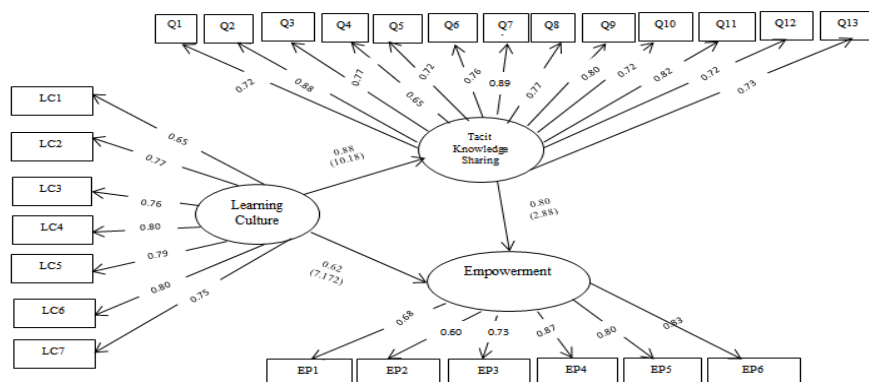 Q1 Q2 Q3 Q4 Q5 Q6 Q7 Q8 Q9 Q10 Q11 Q12 Q13
0.72 0.88 0.77 0.65 0.72 0.76 0.89 0.77 0.80 0.72 0.82 0.72 0.73
Tacit
Knowledge
Sharing
LC1
LC2
LC3
LC4
LC5
LC6
LC7
0.65
0.77
0.76
0.80
0.79
0.80
0.75
Learning
Culture
0.88
(10.18)
0.80
(2.88)
0.62
(7.172)
Empowerment
0.68 0.60 0.73 0.87 0.80 0.83
EP1 EP2 EP3 EP4 EP5 EP6